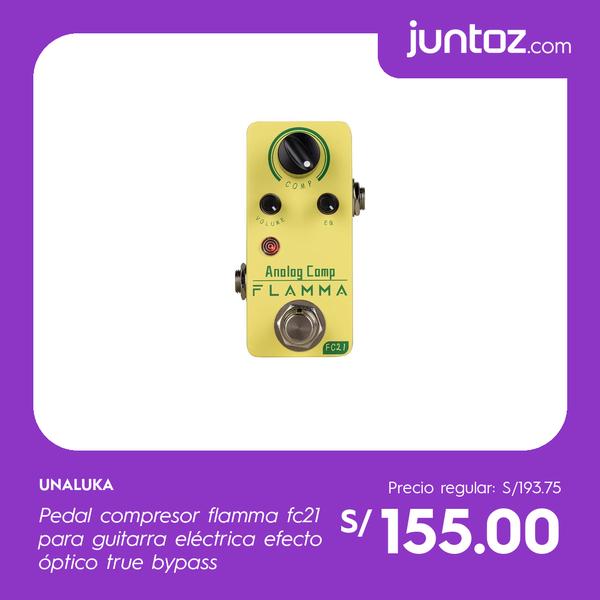 juntoz.com
COMP
VOLUME
EQ
Analog Comp
FLAMMA
FC21
UNALUKA
Pedal compresor flamma fc21
para guitarra eléctrica efecto
óptico true bypass
Precio regular: S/193.75
S/155.00